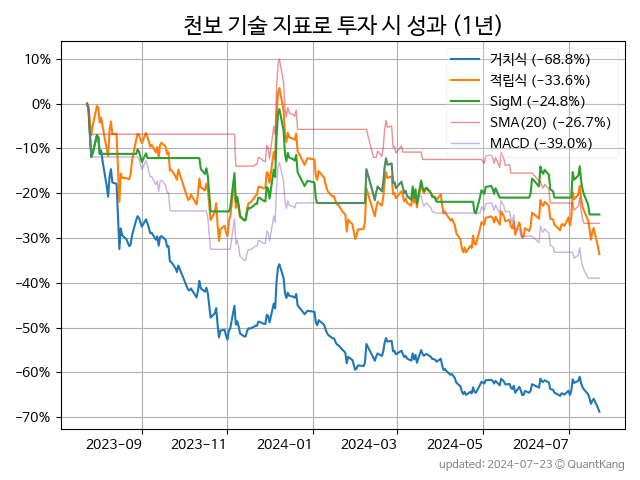 천보 기술 지표로 투자 시 성과 (1년)
거치식 (−68.8%)
적립식 (−33.6%)
SigM (−24.8%)
SMA(20) (−26.7%)
MACD (−39.0%)
10%
0%
−10%
−20%
−30%
−40%
−50%
−60%
−70%
2023-09 2023-11 2024-01 2024-03 2024-05 2024-07
updated: 2024-07-23 © QuantKang